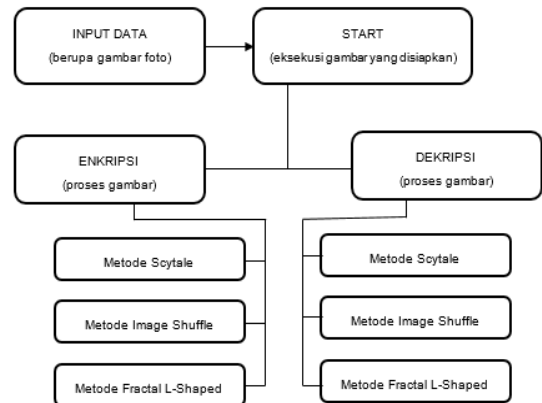 INPUT DATA
(berupa gambar foto)
START
(eksekusi gambar yang disiapkan)
ENKRIPSI
(proses gambar)
DEKRIPSI
(proses gambar)
Metode Scytale
Metode Image Shuffle
Metode Fractal L-Shaped
Metode Scytale
Metode Image Shuffle
Metode Fractal L-Shaped